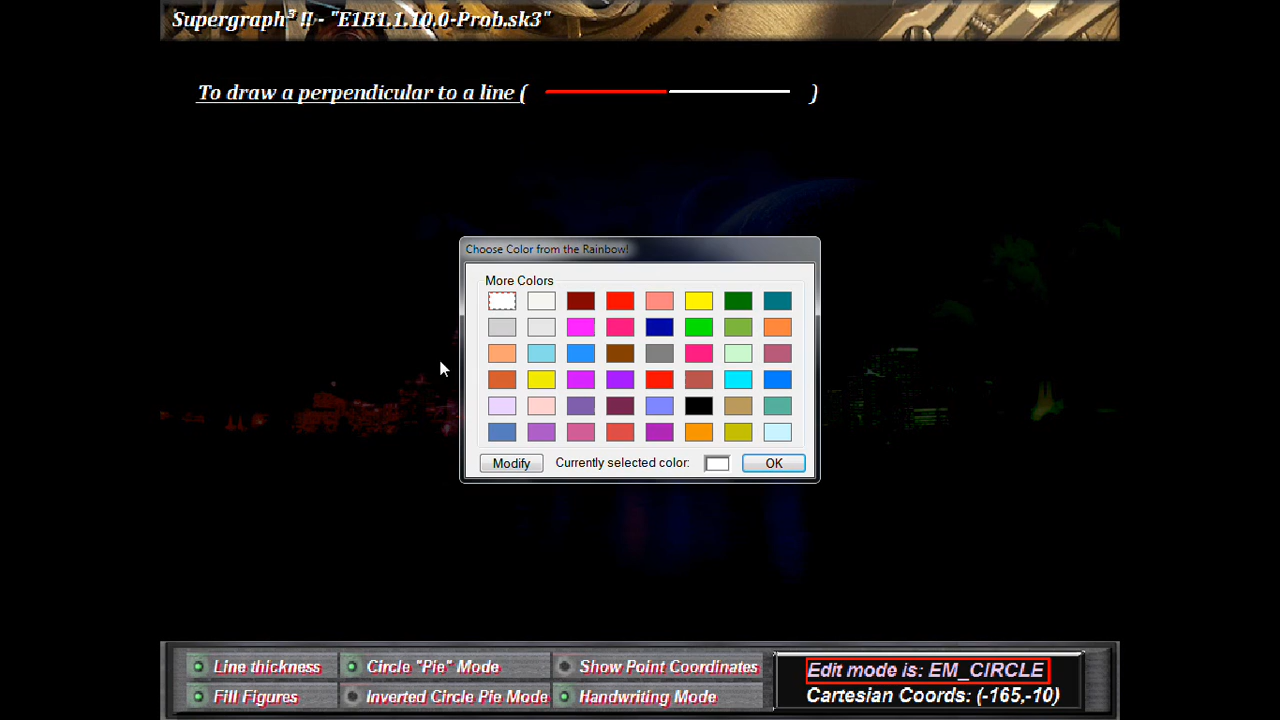 Supergraph³ !! - "E1B1.1.10.0-Prob.sk3"
To draw a perpendicular to a line ( )
Choose Color from the Rainbow!
More Colors
Modify Currently selected color: OK
Line thickness Circle "Pie" Mode Show Point Coordinates
Fill Figures Inverted Circle Pie Mode Handwriting Mode
Edit mode is: EM_CIRCLE
Cartesian Coords: (-165,-10)